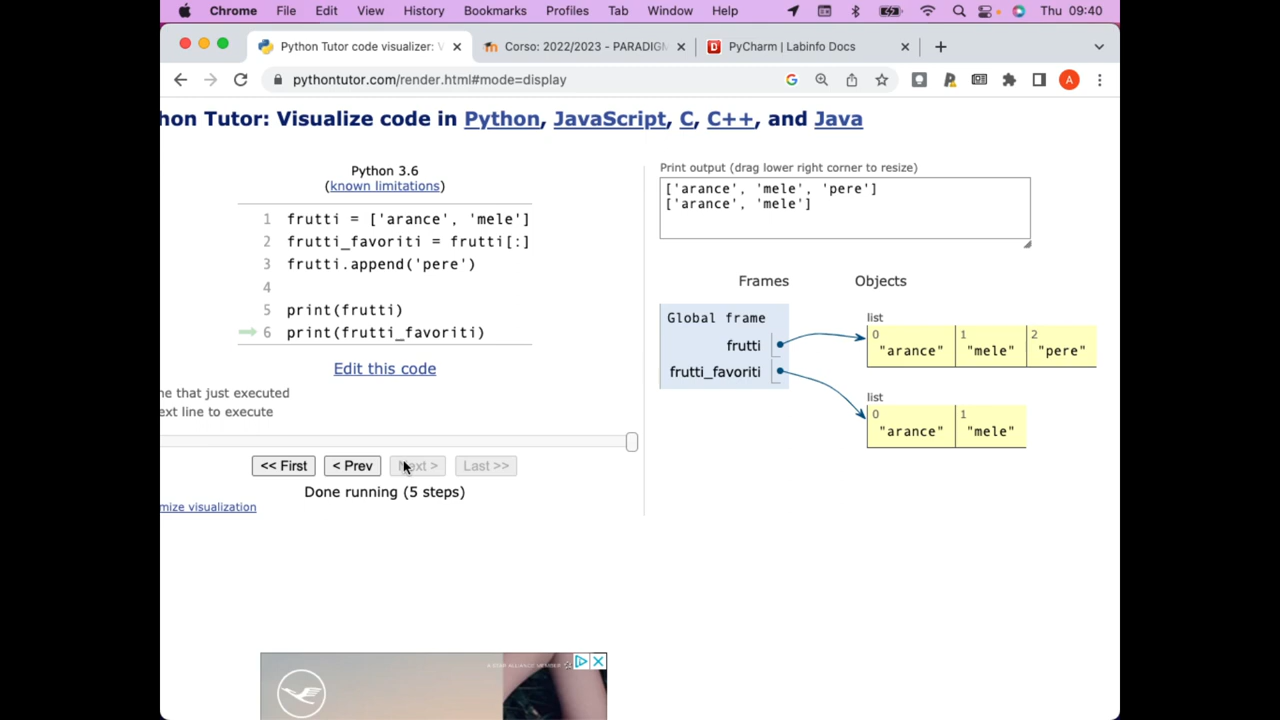 Chrome File Edit View History Bookmarks Profiles Tab Window Help Thu 09:40
Python Tutor code visualizer: V Corso: 2022/2023 - PARADIGM PyCharm | Labinfo Docs
pythontutor.com/render.html#mode=display A
hon Tutor: Visualize code in Python, JavaScript, C, C++, and Java
Python 3.6
(known limitations)
1 frutti = ['arance', 'mele']
2 frutti_favoriti = frutti[:]
3 frutti.append('pere')
4
5 print(frutti)
6 print(frutti_favoriti)
Edit this code
ne that just executed
ext line to execute
<< First < Prev Next > Last >>
Done running (5 steps)
mize visualization
Print output (drag lower right corner to resize)
['arance', 'mele', 'pere']
['arance', 'mele']
Frames Objects
Global frame
frutti
frutti_favoriti
list
0 1 2
"arance" "mele" "pere"
list
0 1
"arance" "mele"
A STAR ALLIANCE MEMBER